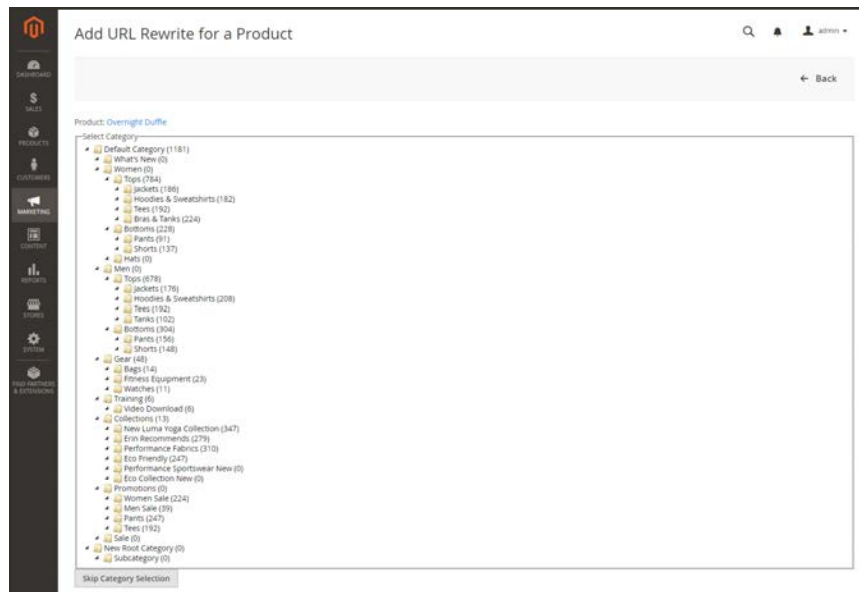 Add URL Rewrite for a Product
admin
DASHBOARD
SALES
PRODUCTS
CUSTOMERS
MARKETING
CONTENT
REPORTS
STORES
SYSTEM
FIND PARTNERS
& EXTENSIONS
← Back
Product: Overnight Duffle
Select Category
Default Category (1181)
What's New (0)
Women (0)
Tops (784)
Jackets (186)
Hoodies & Sweatshirts (182)
Tees (192)
Bras & Tanks (224)
Bottoms (228)
Pants (91)
Shorts (137)
Hats (0)
Men (0)
Tops (678)
Jackets (176)
Hoodies & Sweatshirts (208)
Tees (192)
Tanks (102)
Bottoms (304)
Pants (156)
Shorts (148)
Gear (48)
Bags (14)
Fitness Equipment (23)
Watches (11)
Training (6)
Video Download (6)
Collections (13)
New Luma Yoga Collection (347)
Erin Recommends (279)
Performance Fabrics (310)
Eco Friendly (247)
Performance Sportswear New (0)
Eco Collection New (0)
Promotions (0)
Women Sale (224)
Men Sale (39)
Pants (247)
Tees (192)
Sale (0)
New Root Category (0)
Subcategory (0)
Skip Category Selection